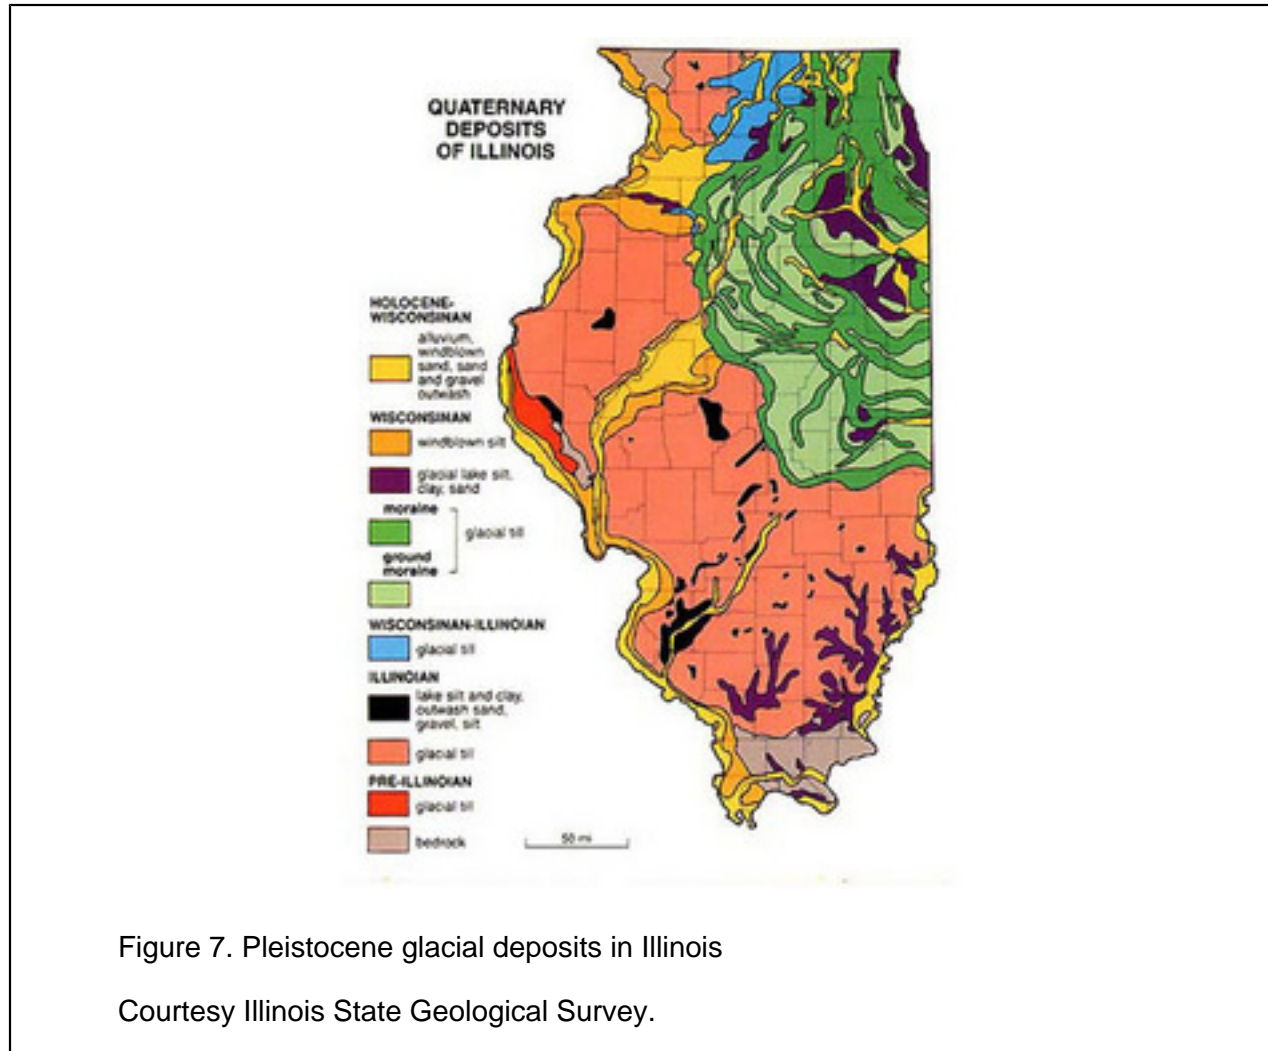 QUATERNARY
DEPOSITS
OF ILLINOIS
HOLOCENE-
WISCONSINAN
alluvium,
windblown
sand, sand
and gravel
outwash
WISCONSINAN
windblown silt
glacial lake silt,
clay, sand
moraine
glacial till
ground
moraine
WISCONSINAN-ILLINOIAN
glacial till
ILLINOIAN
lake silt and clay,
outwash sand,
gravel, silt
glacial till
PRE-ILLINOIAN
glacial till
bedrock
50 mi
Figure 7. Pleistocene glacial deposits in Illinois
Courtesy Illinois State Geological Survey.